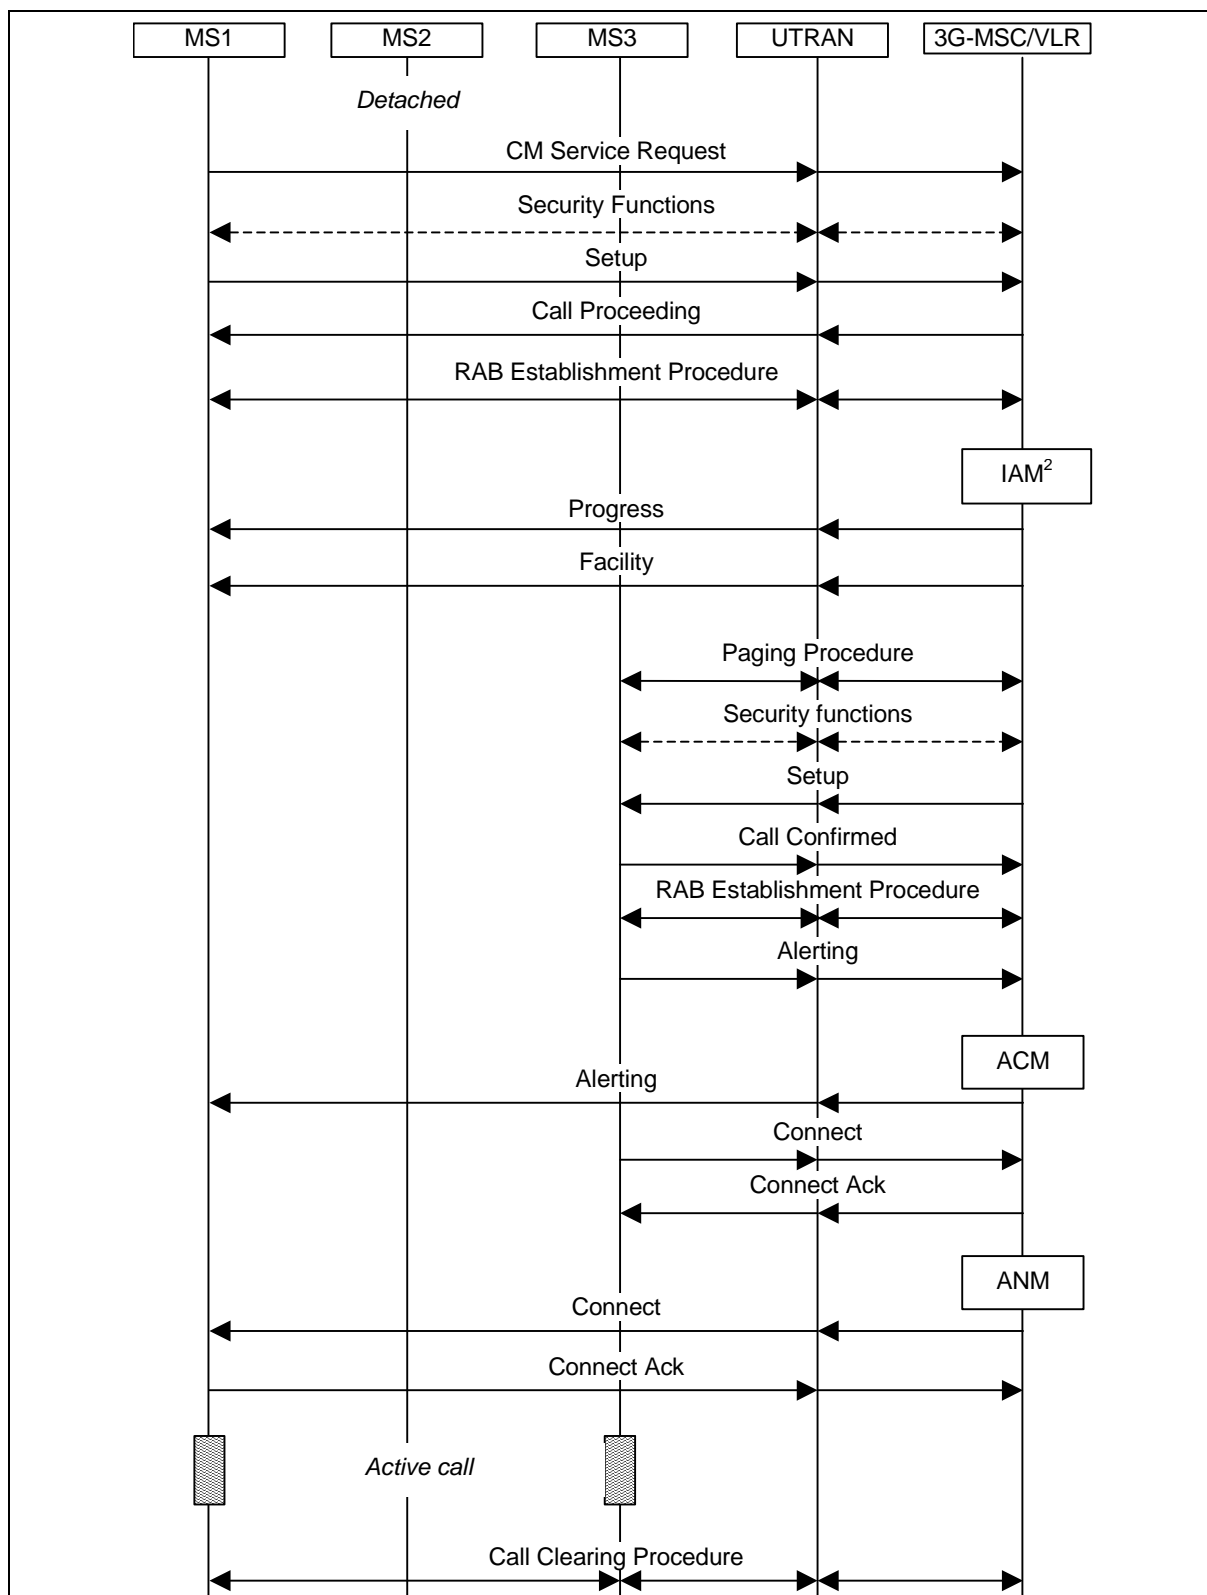 MS1 MS2 MS3 UTRAN 3G-MSC/VLR
Detached
CM Service Request
Security Functions
Setup
Call Proceeding
RAB Establishment Procedure
IAM²
Progress
Facility
Paging Procedure
Security functions
Setup
Call Confirmed
RAB Establishment Procedure
Alerting
ACM
Alerting
Connect
Connect Ack
ANM
Connect
Connect Ack
Active call
Call Clearing Procedure